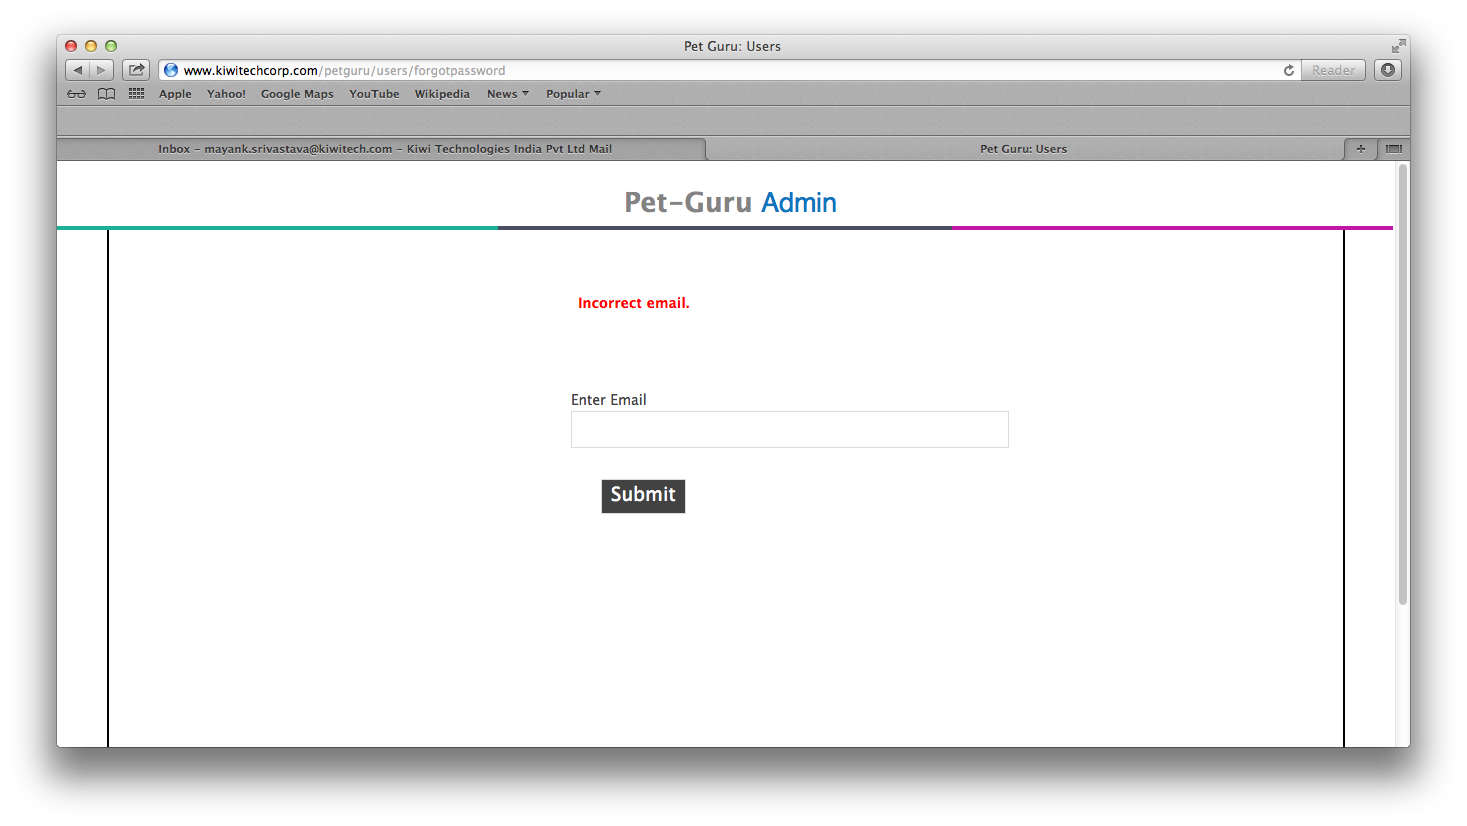 Pet Guru: Users
www.kiwitechcorp.com/petguru/users/forgotpassword
Reader
Apple Yahoo! Google Maps YouTube Wikipedia News Popular
Inbox – mayank.srivastava@kiwitech.com – Kiwi Technologies India Pvt Ltd Mail
Pet Guru: Users
Pet-Guru Admin
Incorrect email.
Enter Email
Submit